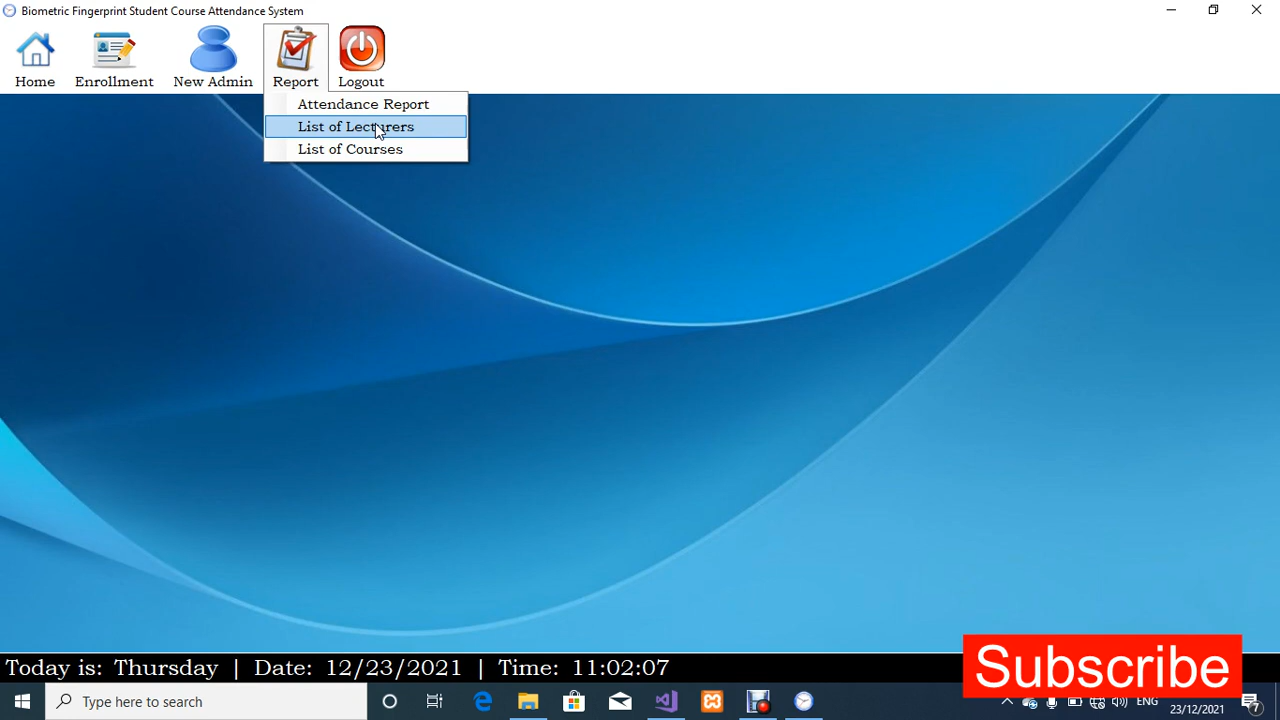 Biometric Fingerprint Student Course Attendance System
Home Enrollment New Admin Report Logout
Attendance Report
List of Lecturers
List of Courses
Today is: Thursday | Date: 12/23/2021 | Time: 11:02:07
Subscribe
Type here to search
ENG
23/12/2021
7